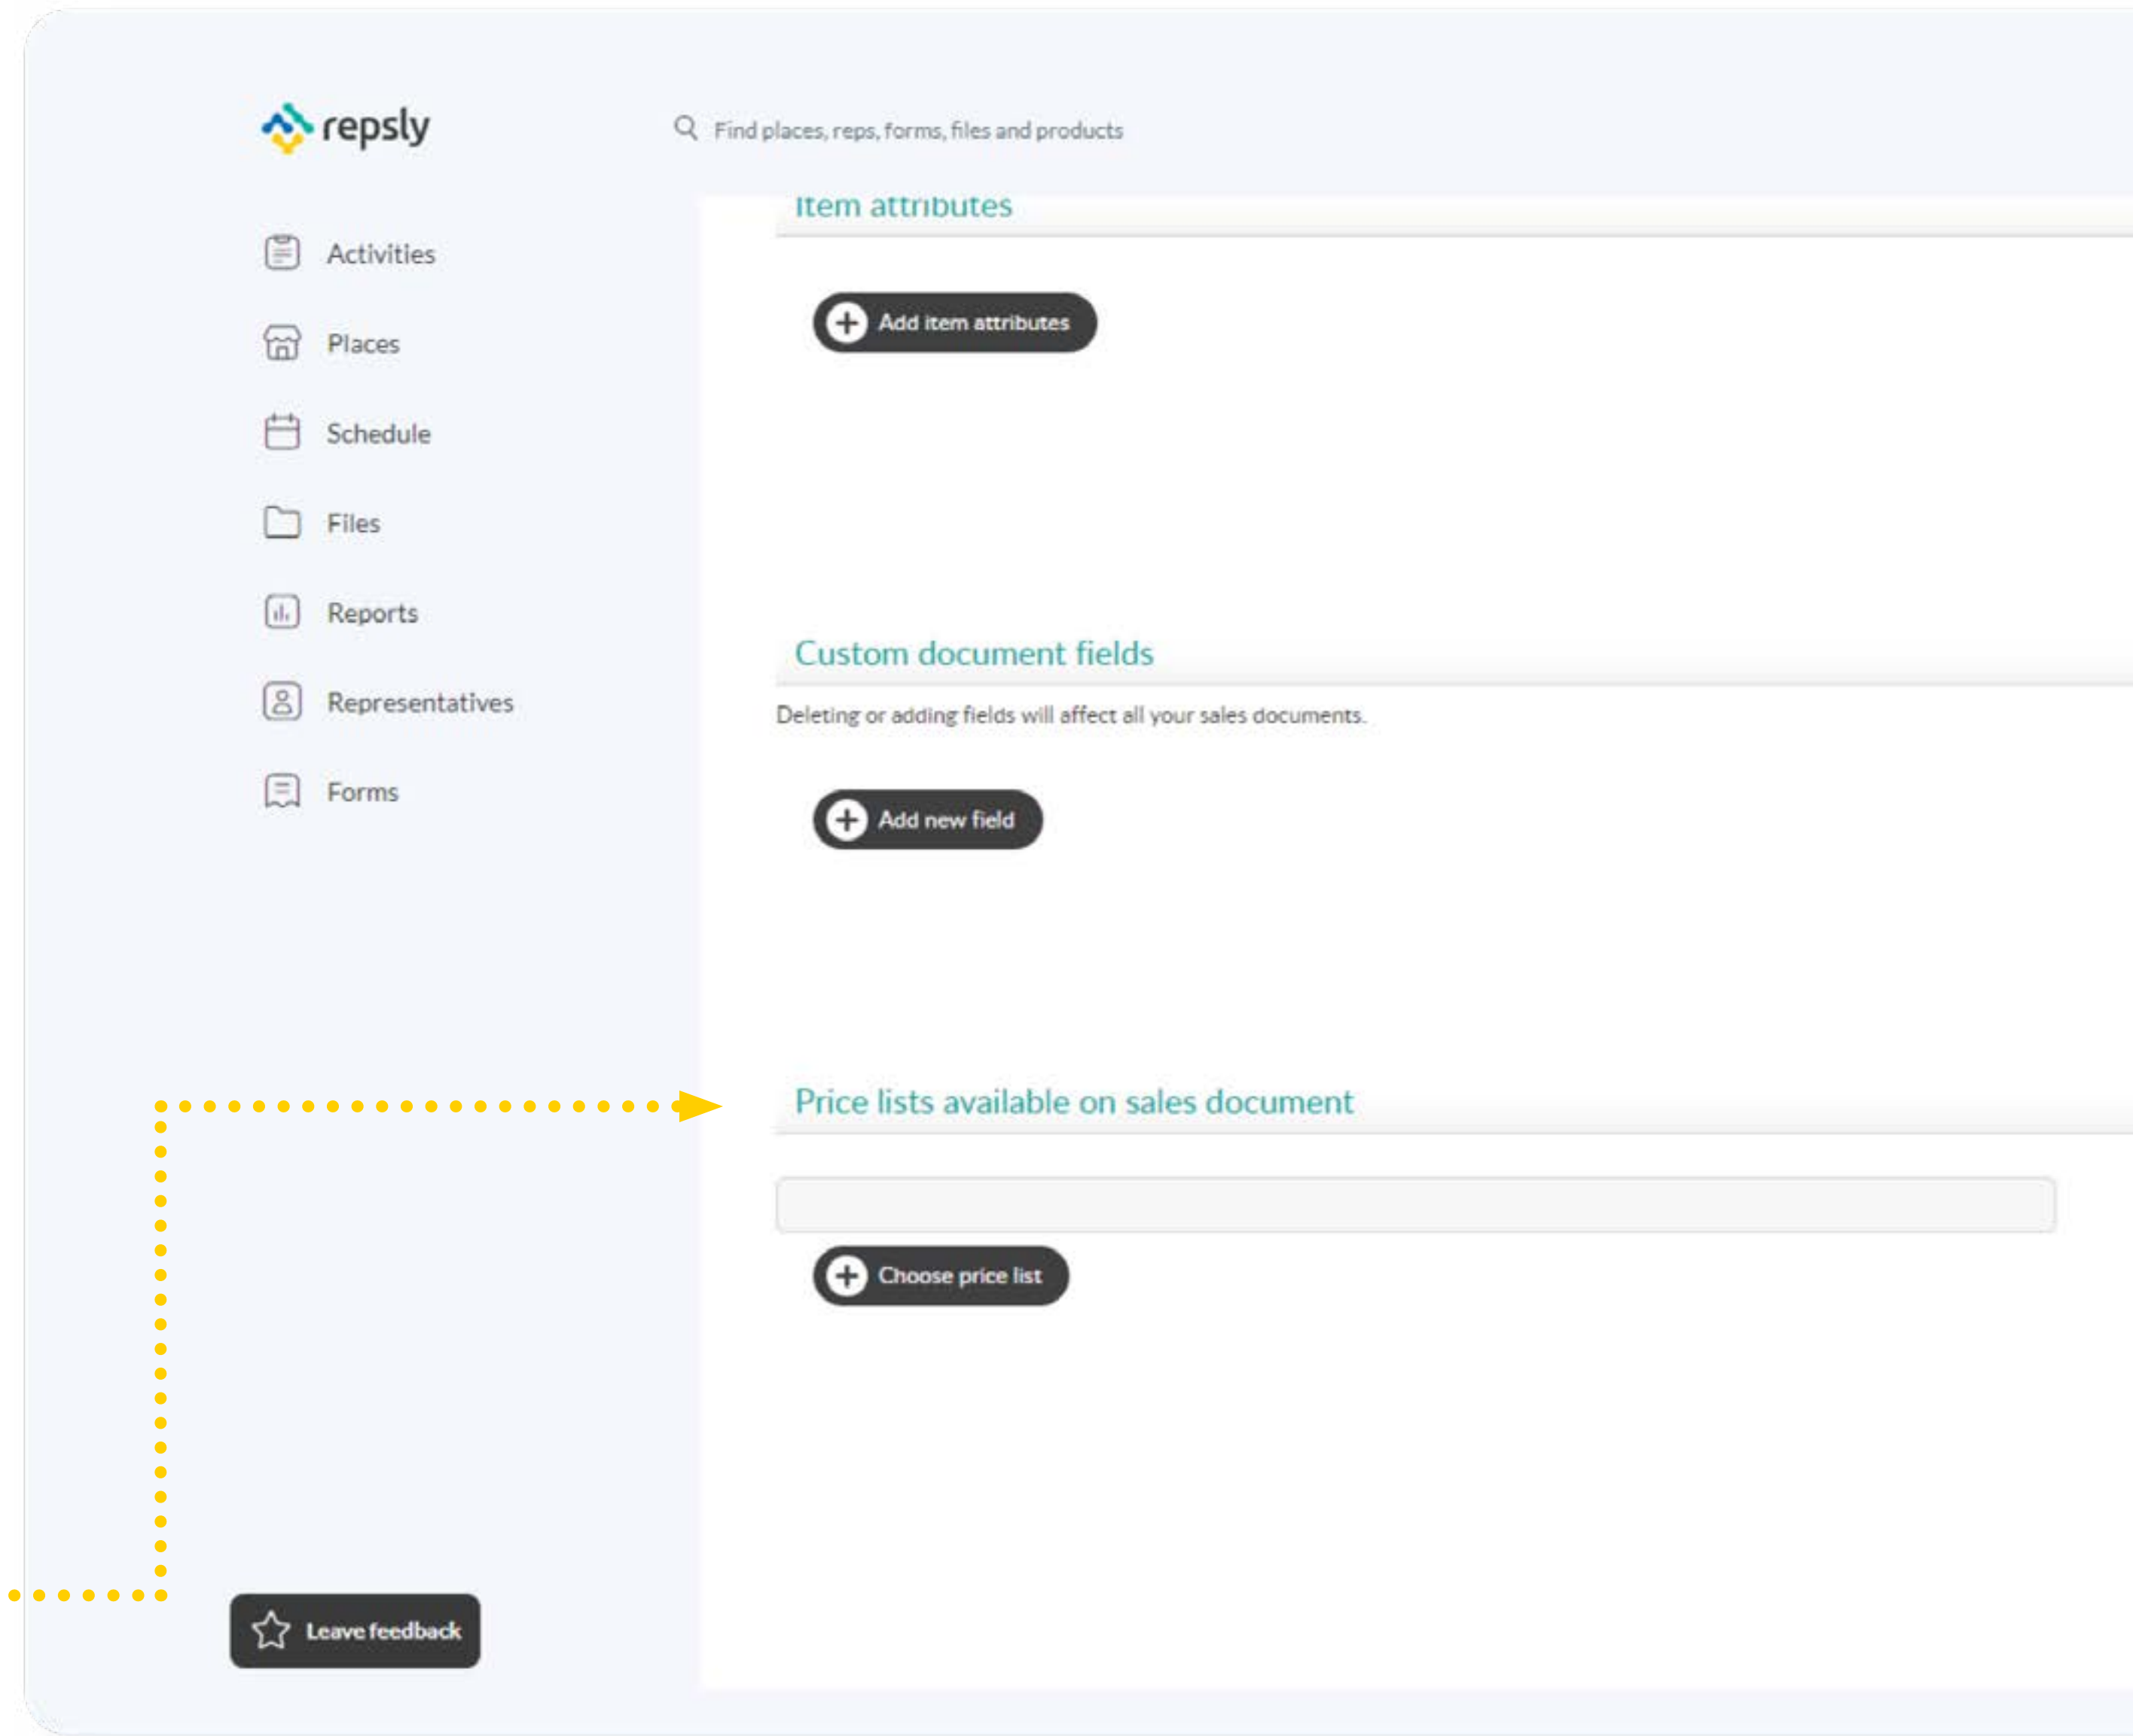 repsly
Find places, reps, forms, files and products
Activities
Places
Schedule
Files
Reports
Representatives
Forms
Leave feedback
Item attributes
Add item attributes
Custom document fields
Deleting or adding fields will affect all your sales documents.
Add new field
Price lists available on sales document
Choose price list